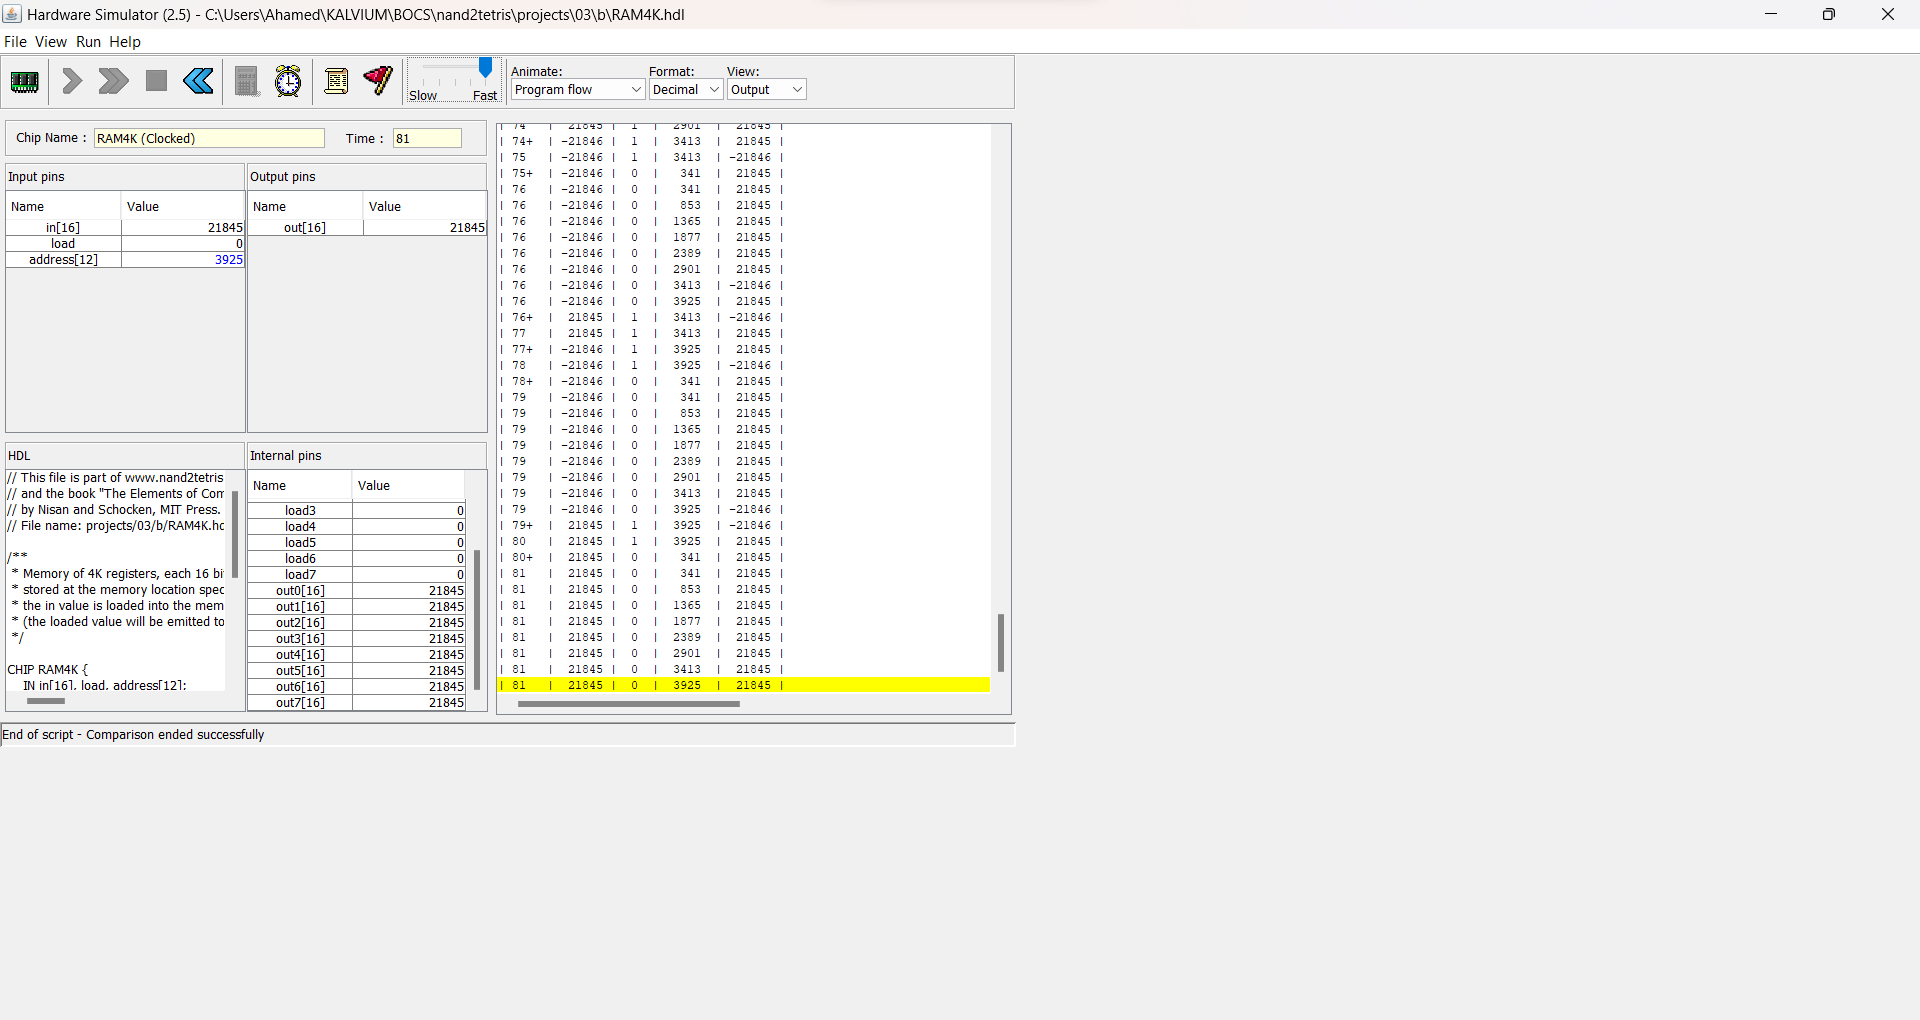 Hardware Simulator (2.5) - C:\Users\Ahamed\KALVIUM\BOCS\nand2tetris\projects\03\b\RAM4K.hdl
File View Run Help
Slow Fast
Animate: Format: View:
Program flow Decimal Output
Chip Name : RAM4K (Clocked) Time : 81
Input pins
Name Value
in[16] 21845
load 0
address[12] 3925
Output pins
Name Value
out[16] 21845
HDL
// This file is part of www.nand2tetris
// and the book "The Elements of Com
// by Nisan and Schocken, MIT Press.
// File name: projects/03/b/RAM4K.hd
/**
* Memory of 4K registers, each 16 bi
* stored at the memory location spec
* the in value is loaded into the mem
* (the loaded value will be emitted to
*/
CHIP RAM4K {
IN in[16], load, address[12];
Internal pins
Name Value
load3 0
load4 0
load5 0
load6 0
load7 0
out0[16] 21845
out1[16] 21845
out2[16] 21845
out3[16] 21845
out4[16] 21845
out5[16] 21845
out6[16] 21845
out7[16] 21845
| 74 | 21845 | 1 | 2901 | 21845 |
| 74+ | -21846 | 1 | 3413 | 21845 |
| 75 | -21846 | 1 | 3413 | -21846 |
| 75+ | -21846 | 0 | 341 | 21845 |
| 76 | -21846 | 0 | 341 | 21845 |
| 76 | -21846 | 0 | 853 | 21845 |
| 76 | -21846 | 0 | 1365 | 21845 |
| 76 | -21846 | 0 | 1877 | 21845 |
| 76 | -21846 | 0 | 2389 | 21845 |
| 76 | -21846 | 0 | 2901 | 21845 |
| 76 | -21846 | 0 | 3413 | -21846 |
| 76 | -21846 | 0 | 3925 | 21845 |
| 76+ | 21845 | 1 | 3413 | -21846 |
| 77 | 21845 | 1 | 3413 | 21845 |
| 77+ | -21846 | 1 | 3925 | 21845 |
| 78 | -21846 | 1 | 3925 | -21846 |
| 78+ | -21846 | 0 | 341 | 21845 |
| 79 | -21846 | 0 | 341 | 21845 |
| 79 | -21846 | 0 | 853 | 21845 |
| 79 | -21846 | 0 | 1365 | 21845 |
| 79 | -21846 | 0 | 1877 | 21845 |
| 79 | -21846 | 0 | 2389 | 21845 |
| 79 | -21846 | 0 | 2901 | 21845 |
| 79 | -21846 | 0 | 3413 | 21845 |
| 79 | -21846 | 0 | 3925 | -21846 |
| 79+ | 21845 | 1 | 3925 | -21846 |
| 80 | 21845 | 1 | 3925 | 21845 |
| 80+ | 21845 | 0 | 341 | 21845 |
| 81 | 21845 | 0 | 341 | 21845 |
| 81 | 21845 | 0 | 853 | 21845 |
| 81 | 21845 | 0 | 1365 | 21845 |
| 81 | 21845 | 0 | 1877 | 21845 |
| 81 | 21845 | 0 | 2389 | 21845 |
| 81 | 21845 | 0 | 2901 | 21845 |
| 81 | 21845 | 0 | 3413 | 21845 |
| 81 | 21845 | 0 | 3925 | 21845 |
End of script - Comparison ended successfully